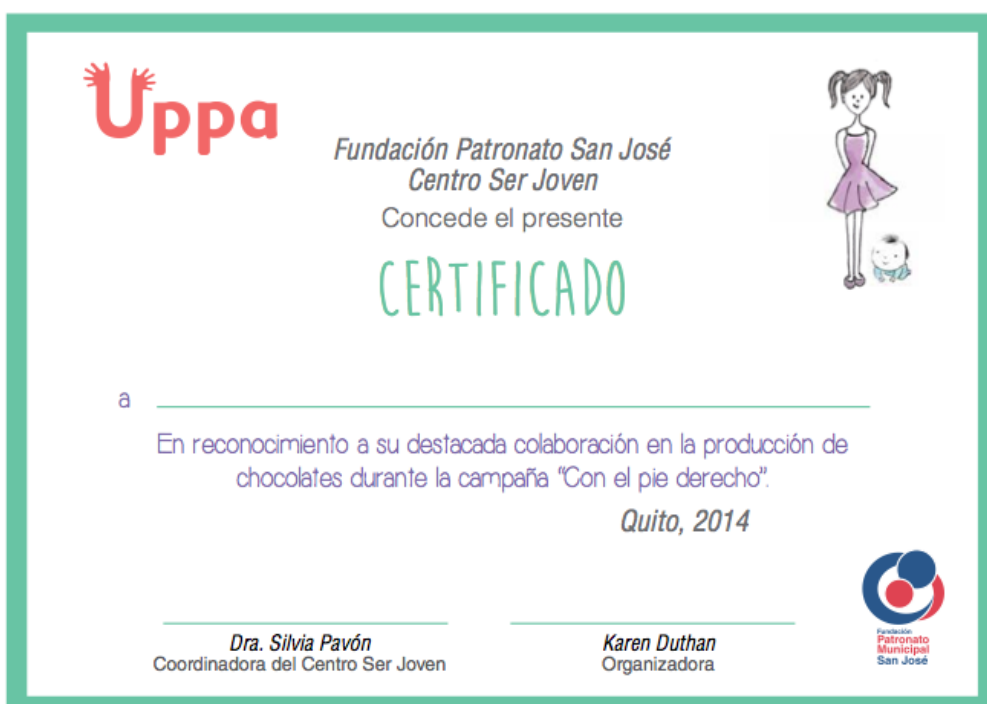 Uppa
Fundación Patronato San José
Centro Ser Joven
Concede el presente
CERTIFICADO
a
En reconocimiento a su destacada colaboración en la producción de
chocolates durante la campaña “Con el pie derecho”.
Quito, 2014
Dra. Silvia Pavón
Coordinadora del Centro Ser Joven
Karen Duthan
Organizadora
Fundación
Patronato
Municipal
San José